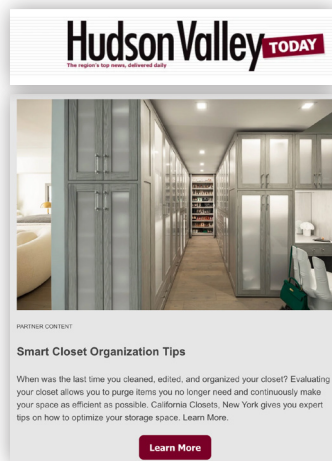 Hudson Valley TODAY
The region's top news, delivered daily
PARTNER CONTENT
Smart Closet Organization Tips
When was the last time you cleaned, edited, and organized your closet? Evaluating
your closet allows you to purge items you no longer need and continuously make
your space as efficient as possible. California Closets, New York gives you expert
tips on how to optimize your storage space. Learn More.
Learn More